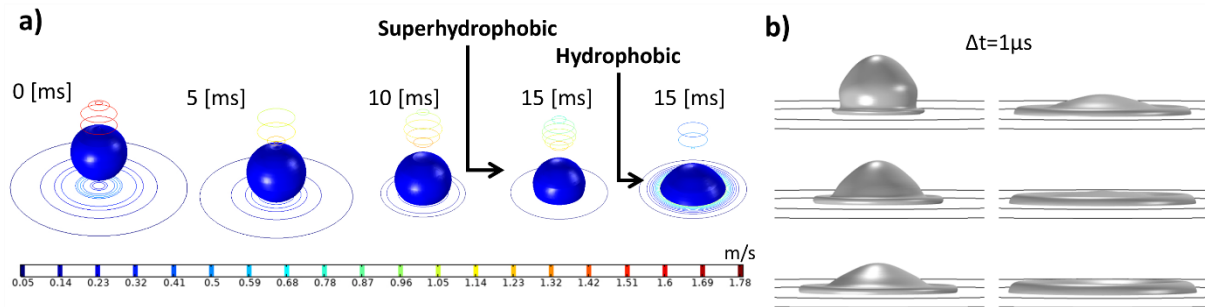 a)
Superhydrophobic
Hydrophobic
0 [ms]
5 [ms]
10 [ms]
15 [ms]
15 [ms]
m/s
0.05 0.14 0.23 0.32 0.41 0.5 0.59 0.68 0.78 0.87 0.96 1.05 1.14 1.23 1.32 1.42 1.51 1.6 1.69 1.78
b)
Δt=1μs